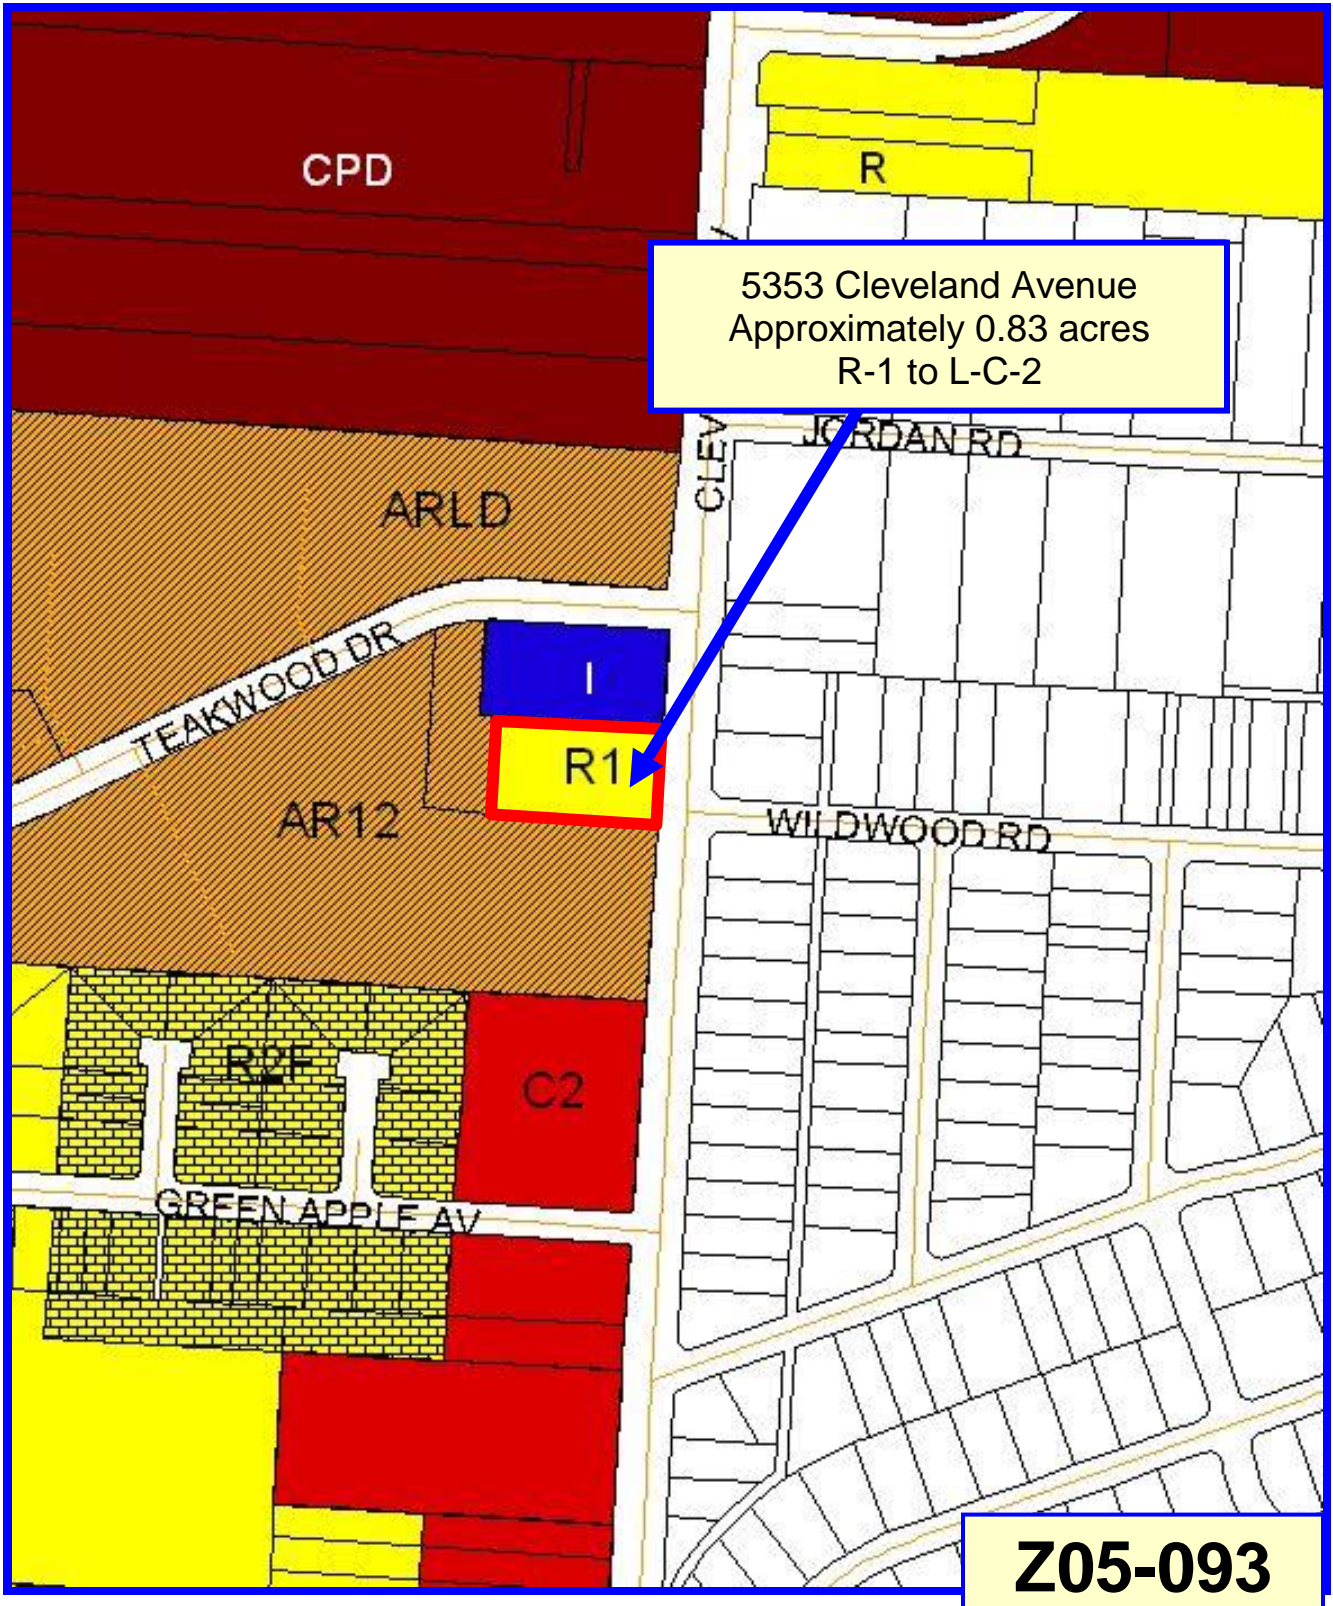 CPD
R
5353 Cleveland Avenue
Approximately 0.83 acres
R-1 to L-C-2
JORDAN RD
CLEV
ARLD
TEAKWOOD DR
I
R1
AR12
WILDWOOD RD
R2F
C2
GREEN APPLE AV
Z05-093